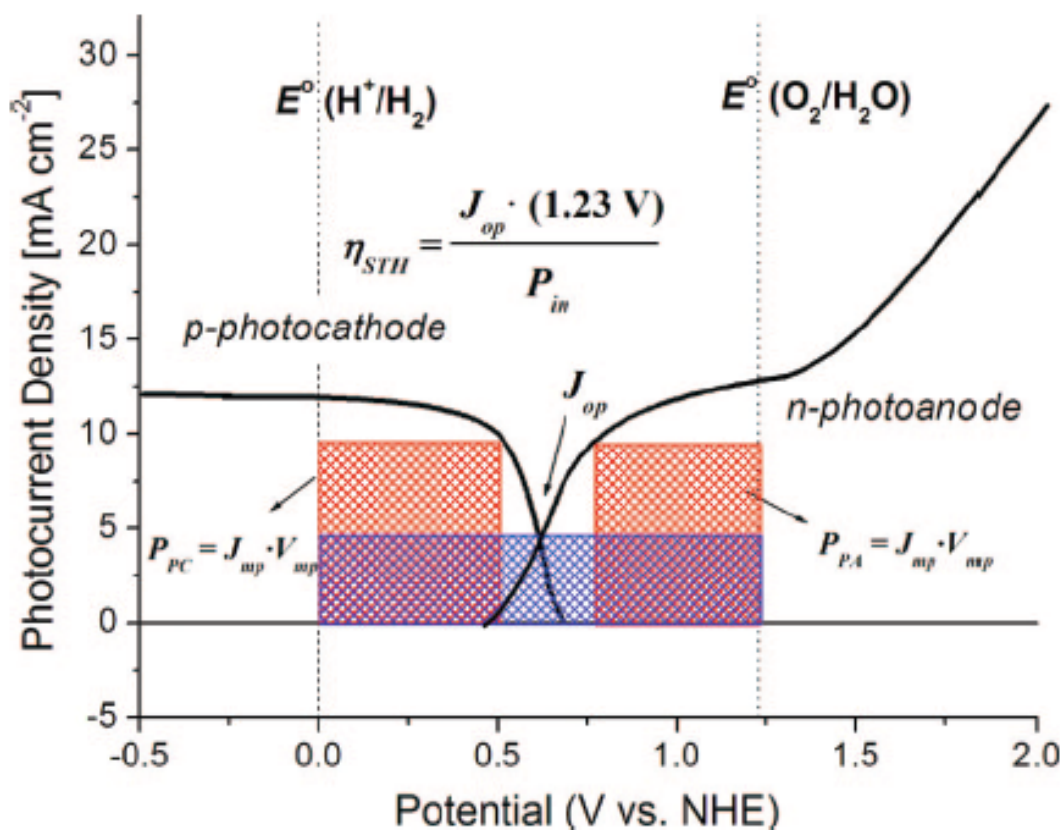 30
25
20
15
10
5
0
-5
-0.5 0.0 0.5 1.0 1.5 2.0
Photocurrent Density [mA cm⁻²]
Potential (V vs. NHE)
E° (H⁺/H₂)
E° (O₂/H₂O)
η_STH = J_op · (1.23 V) / P_in
p-photocathode
J_op
n-photoanode
P_PC = J_mp·V_mp
P_PA = J_mp·V_mp